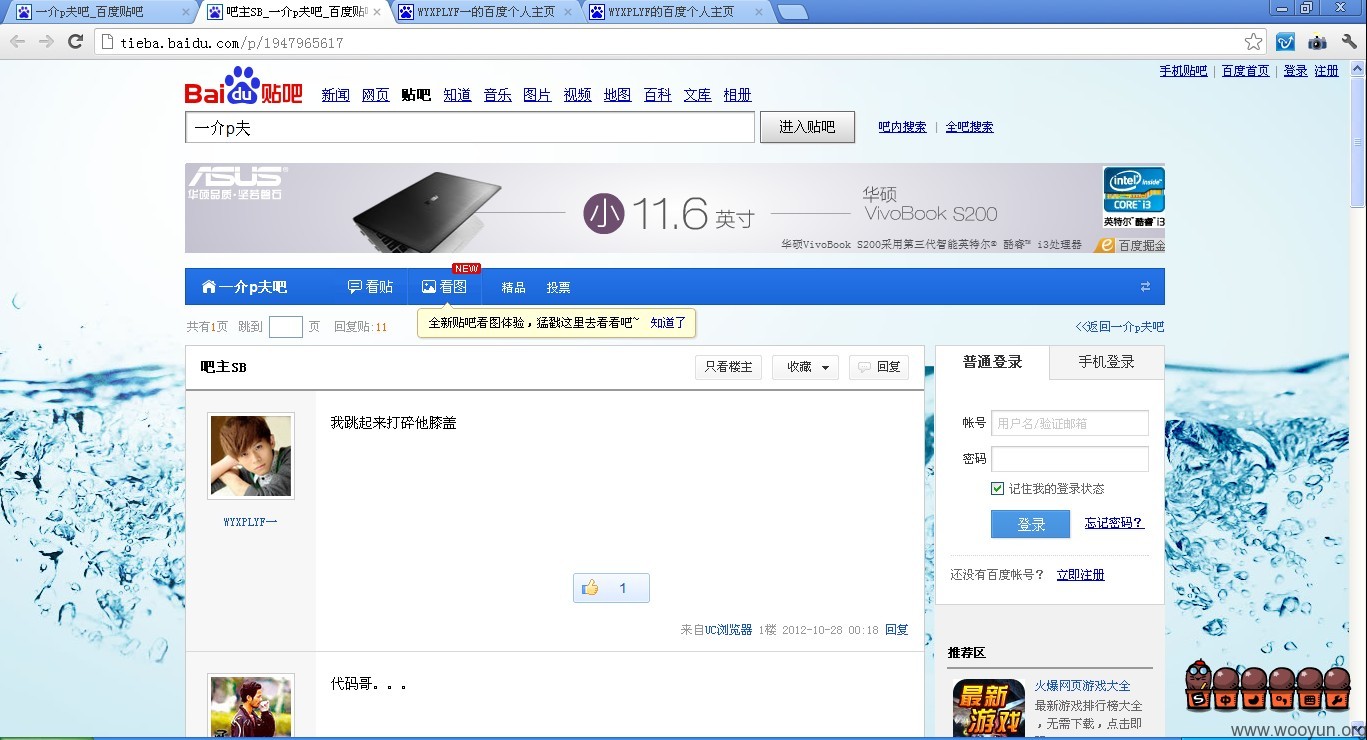 一介p夫吧_百度贴吧
吧主SB_一介p夫吧_百度贴吧
WYXPLYF一的百度个人主页
WYXPLYF的百度个人主页
tieba.baidu.com/p/1947965617
手机贴吧 | 百度首页 | 登录 注册
Baidu贴吧
新闻 网页 贴吧 知道 音乐 图片 视频 地图 百科 文库 相册
一介p夫
进入贴吧
吧内搜索 | 全吧搜索
ASUS
华硕品质·坚若磐石
小 11.6 英寸
华硕
VivoBook S200
华硕VivoBook S200采用第三代智能英特尔® 酷睿™ i3处理器
intel inside
CORE i3
英特尔®酷睿™i3
百度掘金
NEW
一介p夫吧 看贴 看图 精品 投票
全新贴吧看图体验，猛戳这里去看看吧~ 知道了
共有1页 跳到 页 回复贴:11
<<返回一介p夫吧
吧主SB
只看楼主 收藏 回复
我跳起来打碎他膝盖
WYXPLYF一
1
来自UC浏览器 1楼 2012-10-28 00:18 回复
代码哥。。。
普通登录 手机登录
帐号 用户名/验证邮箱
密码
记住我的登录状态
登录 忘记密码?
还没有百度帐号? 立即注册
推荐区
最新游戏
火爆网页游戏大全
最新游戏排行榜大全
，无需下载，点击即
中
www.wooyun.org